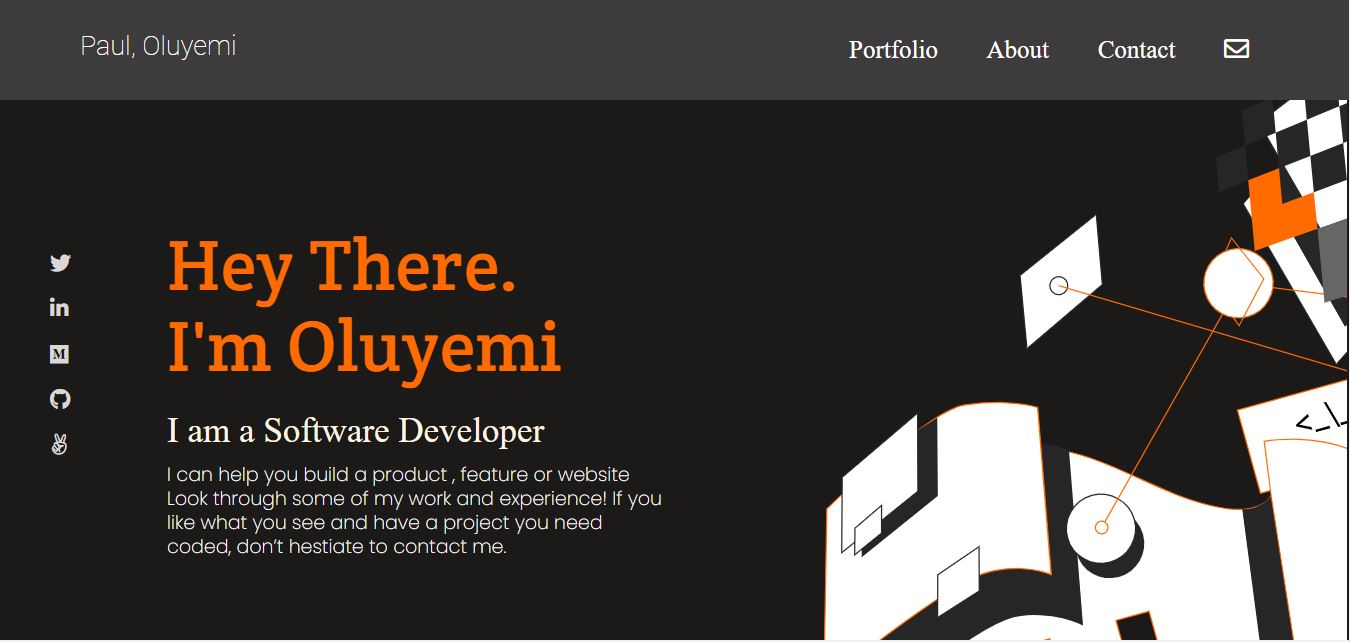 Paul, Oluyemi
Portfolio About Contact
Hey There.
I'm Oluyemi
I am a Software Developer
I can help you build a product , feature or website
Look through some of my work and experience! If you
like what you see and have a project you need
coded, don’t hestiate to contact me.
in
M
<_\